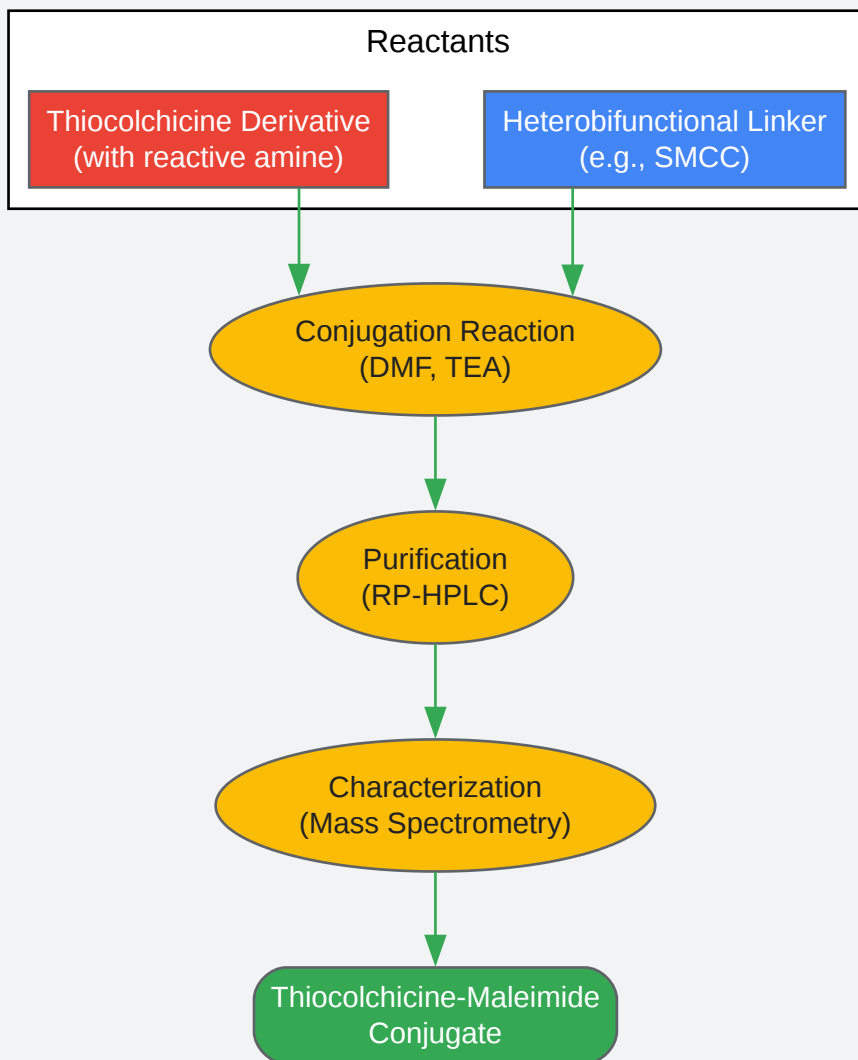 Reactants
Thiocolchicine Derivative
(with reactive amine)
Heterobifunctional Linker
(e.g., SMCC)
Conjugation Reaction
(DMF, TEA)
Purification
(RP-HPLC)
Characterization
(Mass Spectrometry)
Thiocolchicine-Maleimide
Conjugate